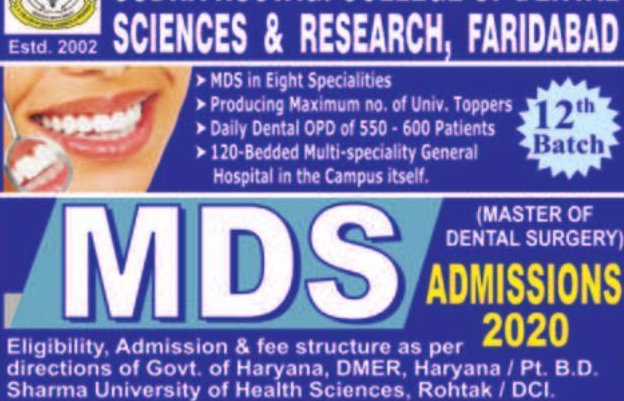 COLLEGE OF DENTAL
Estd. 2002
SCIENCES & RESEARCH, FARIDABAD
➤ MDS in Eight Specialities
➤ Producing Maximum no. of Univ. Toppers
➤ Daily Dental OPD of 550 - 600 Patients
➤ 120-Bedded Multi-speciality General
Hospital in the Campus itself.
12th
Batch
MDS
(MASTER OF
DENTAL SURGERY)
ADMISSIONS
2020
Eligibility, Admission & fee structure as per
directions of Govt. of Haryana, DMER, Haryana / Pt. B.D.
Sharma University of Health Sciences, Rohtak / DCI.